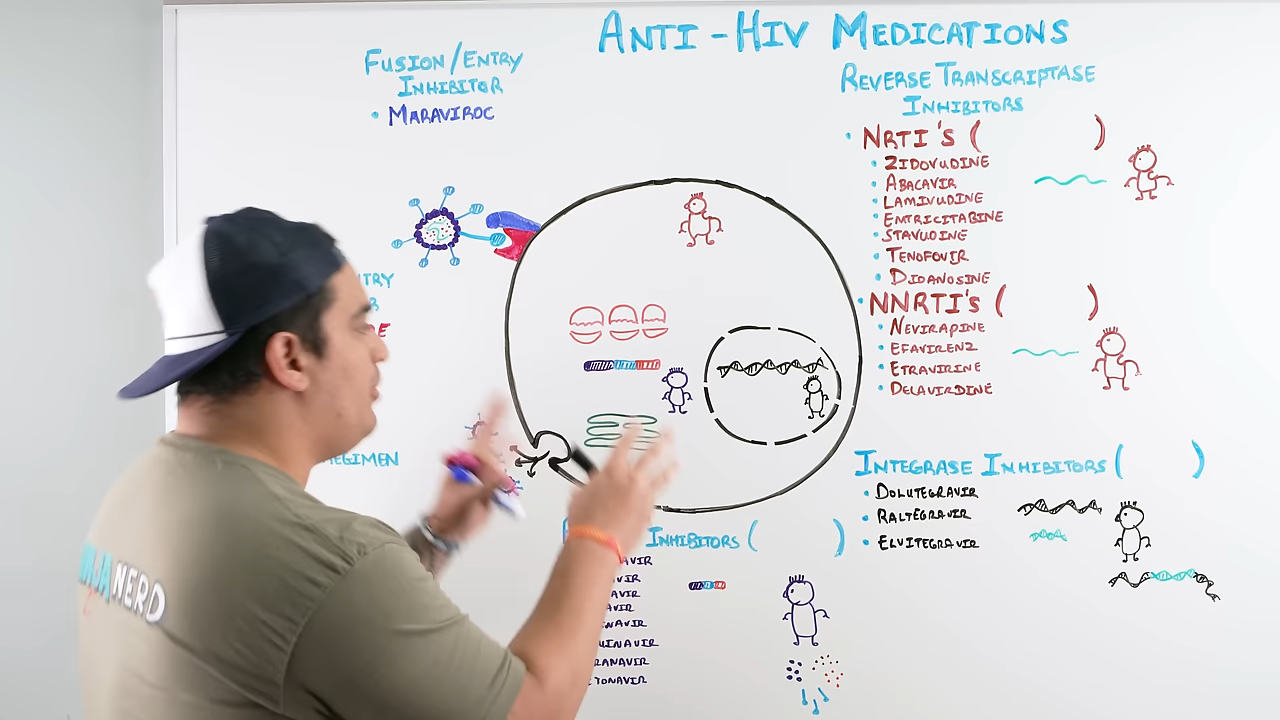 ANTI-HIV MEDICATIONS
FUSION/ENTRY
INHIBITOR
• MARAVIROC
REVERSE TRANSCRIPTASE
INHIBITORS
• NRTI'S ( )
• ZIDOVUDINE
• ABACAVIR
• LAMIVUDINE
• EMTRICITABINE
• STAVUDINE
• TENOFOVIR
• DIDANOSINE
• NNRTI'S ( )
• NEVIRAPINE
• EFAVIRENZ
• ETRAVIRINE
• DELAVIRDINE
INTEGRASE INHIBITORS ( )
• DOLUTEGRAVIR
• RALTEGRAVIR
• ELVITEGRAVIR
INHIBITORS ( )
NERD